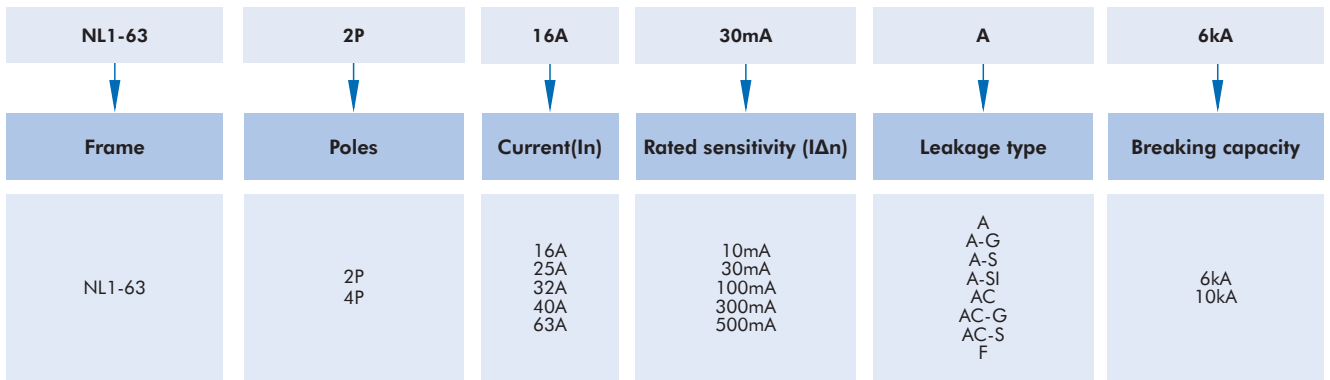 NL1-63 2P 16A 30mA A 6kA
Frame Poles Current(In) Rated sensitivity (IΔn) Leakage type Breaking capacity
NL1-63
2P
4P
16A
25A
32A
40A
63A
10mA
30mA
100mA
300mA
500mA
A
A-G
A-S
A-SI
AC
AC-G
AC-S
F
6kA
10kA